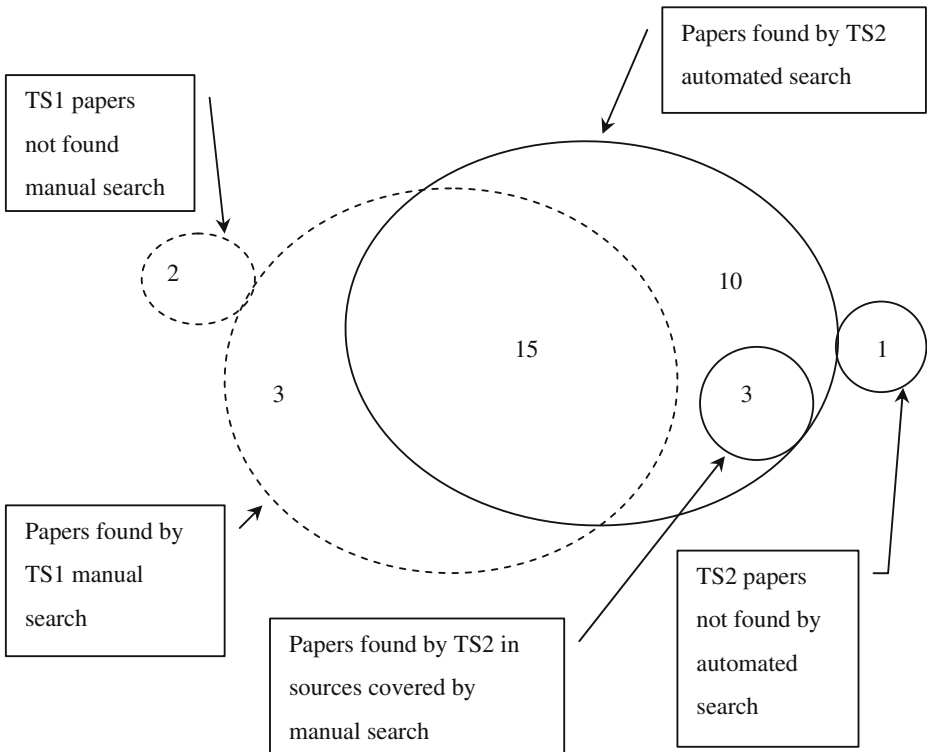 Papers found by TS2
automated search
TS1 papers
not found
manual search
2
10
15
1
3
3
Papers found by
TS1 manual
search
TS2 papers
not found by
automated
search
Papers found by TS2 in
sources covered by
manual search